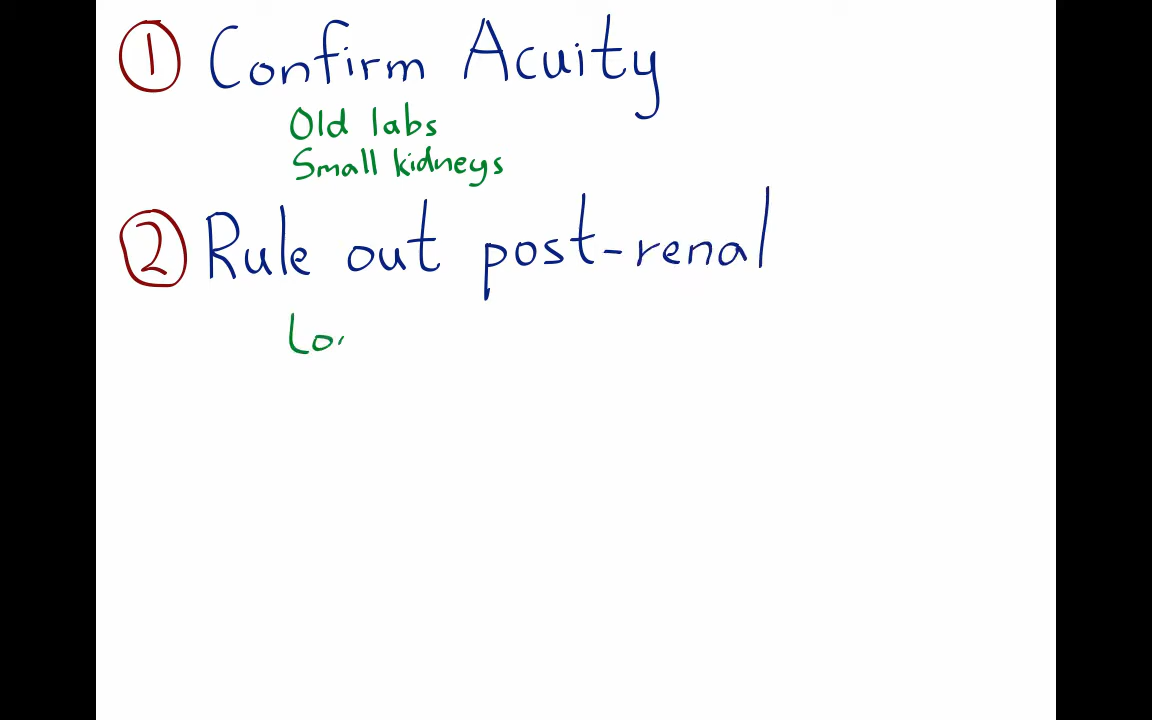 ① Confirm Acuity
Old labs
Small kidneys
② Rule out post-renal